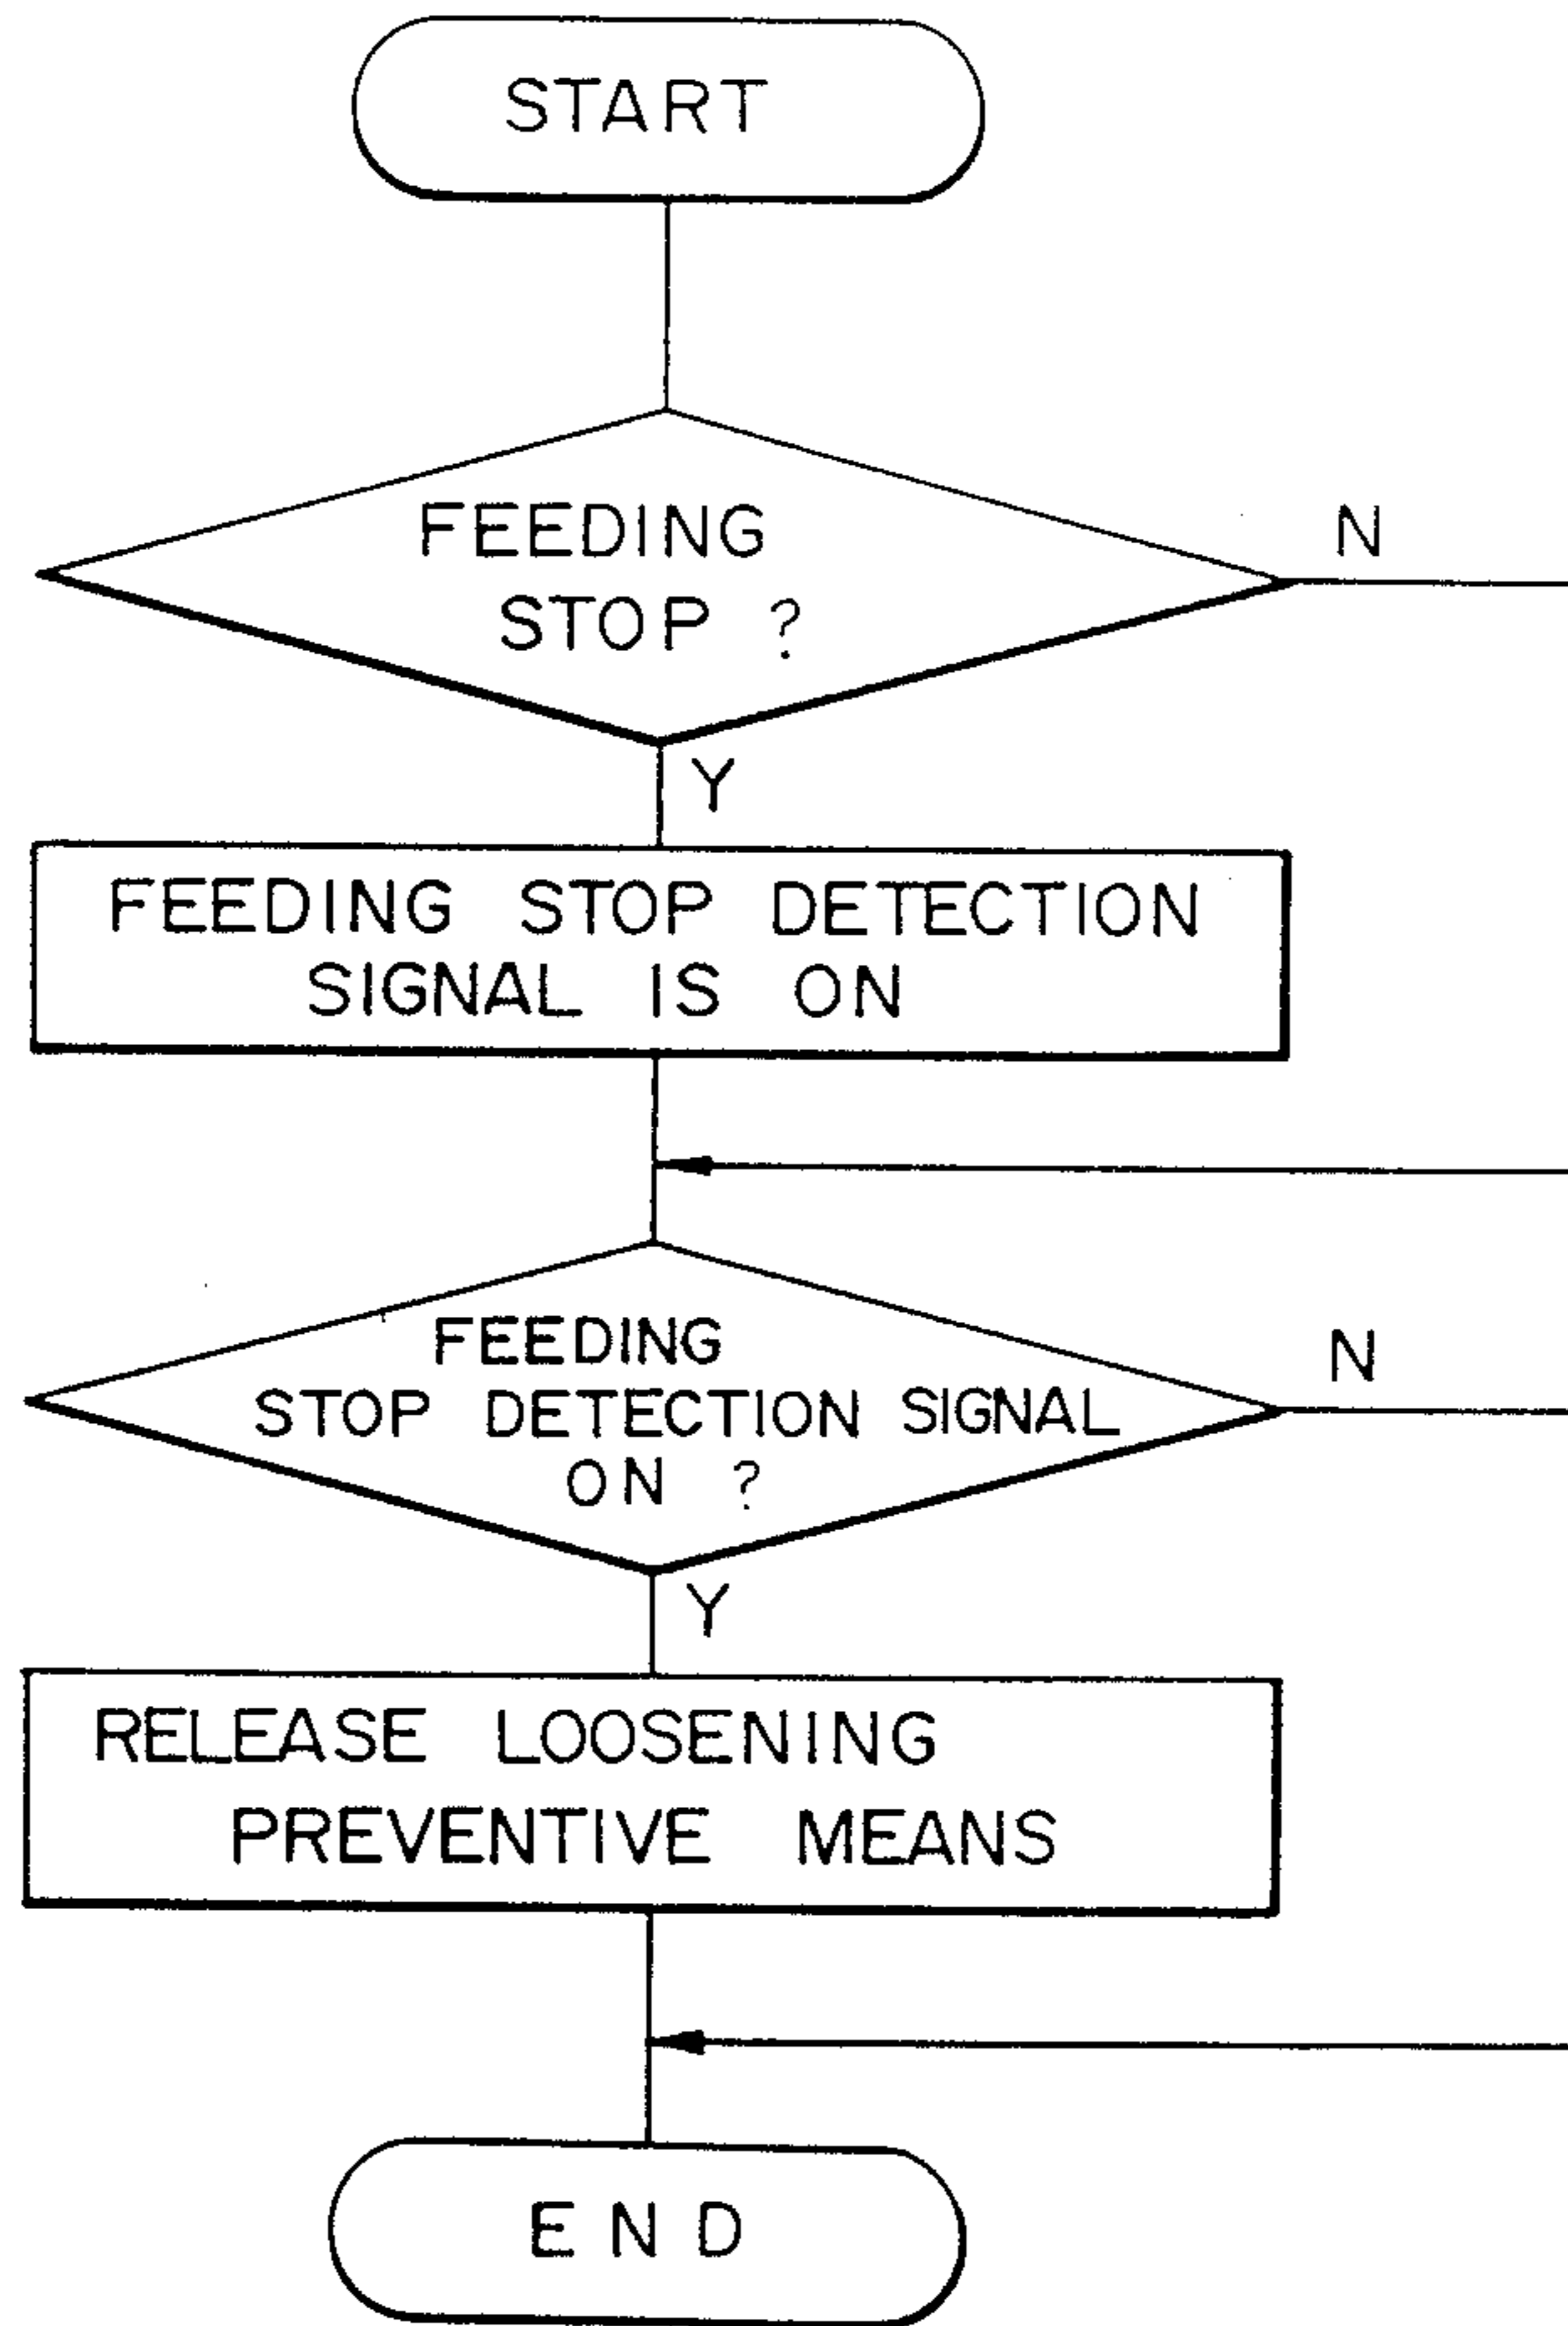 START
FEEDING
STOP ?
N
Y
FEEDING STOP DETECTION
SIGNAL IS ON
FEEDING
STOP DETECTION SIGNAL
ON ?
N
Y
RELEASE LOOSENING
PREVENTIVE MEANS
END